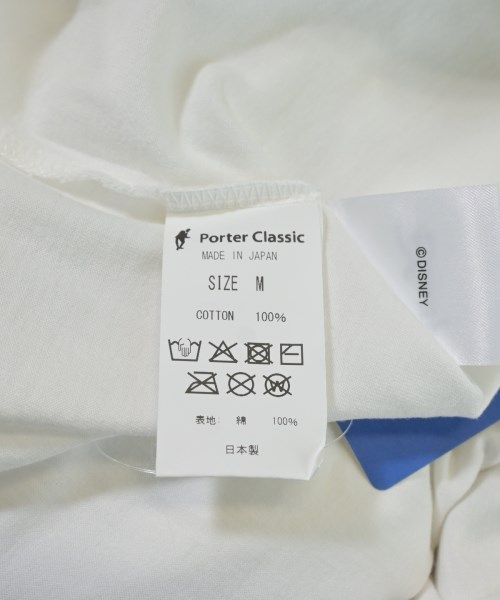 Porter Classic
MADE IN JAPAN
SIZE M
COTTON 100%
表地: 綿 100%
日本製
©DISNEY